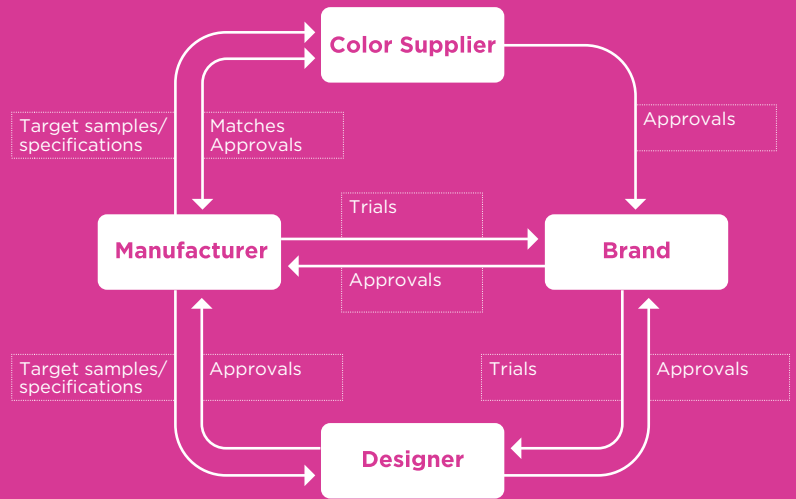 Color Supplier
Target samples/
specifications
Matches
Approvals
Approvals
Trials
Manufacturer
Brand
Approvals
Target samples/
specifications
Approvals
Trials
Approvals
Designer